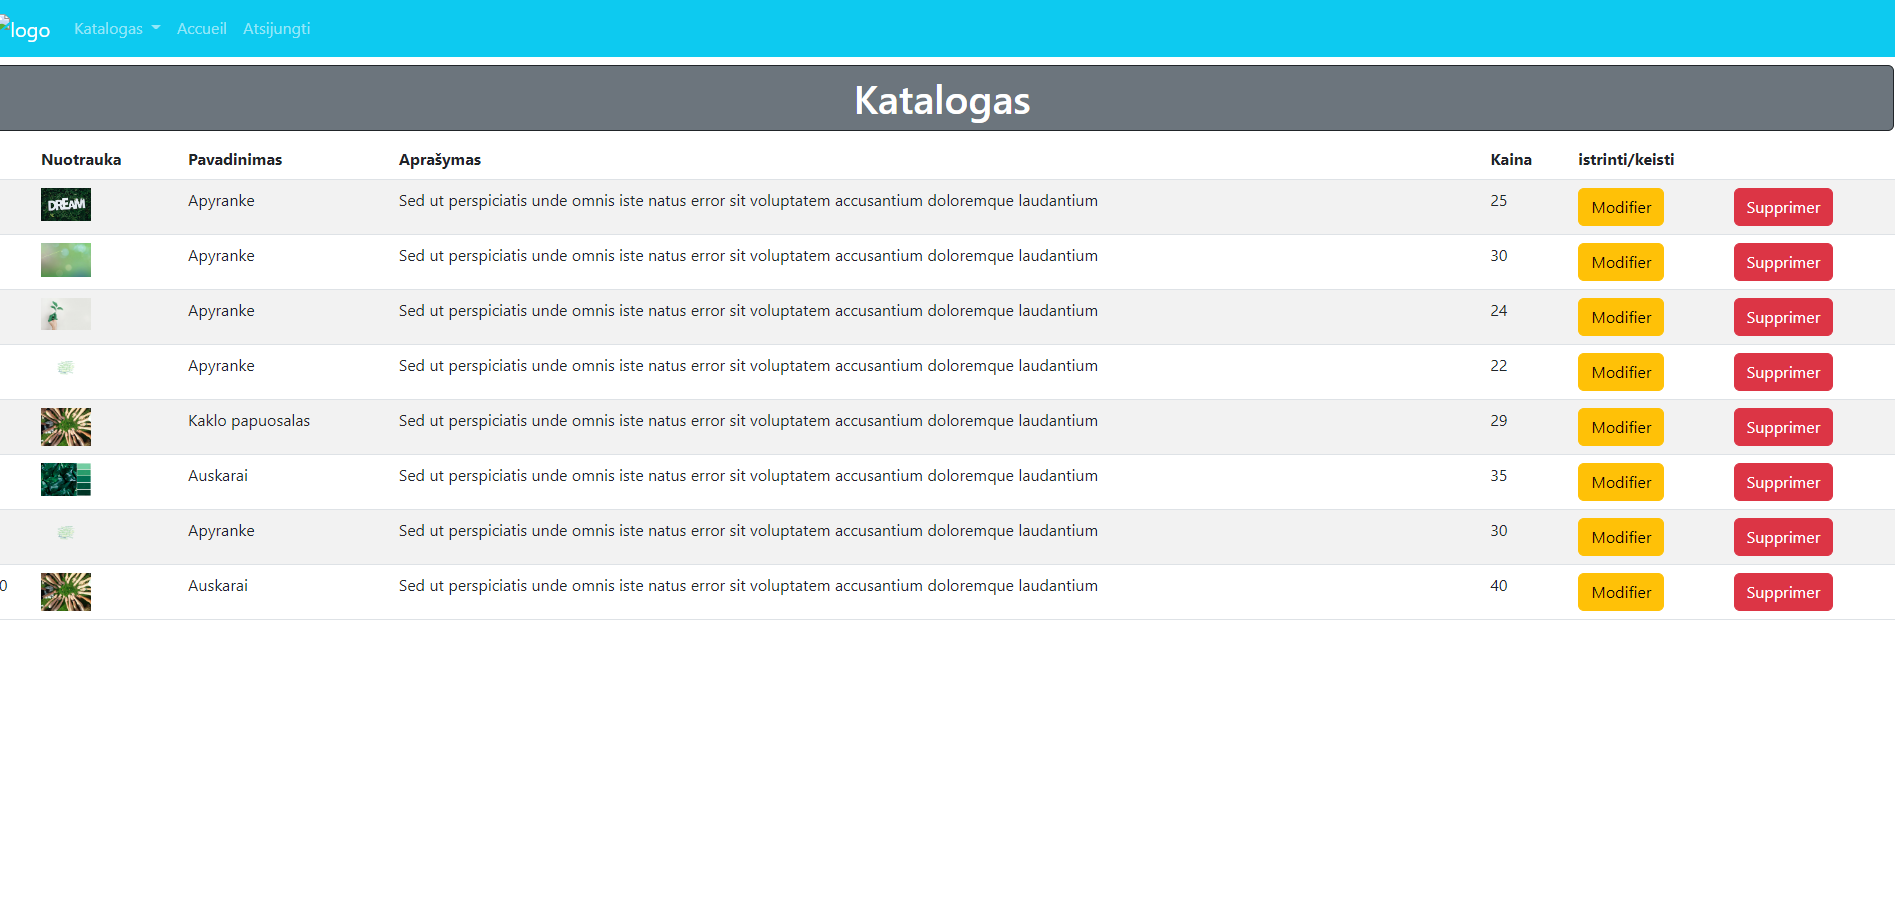 logo Katalogas Accueil Atsijungti
Katalogas
Nuotrauka Pavadinimas Aprašymas Kaina istrinti/keisti
DREAM Apyranke Sed ut perspiciatis unde omnis iste natus error sit voluptatem accusantium doloremque laudantium 25 Modifier Supprimer
Apyranke Sed ut perspiciatis unde omnis iste natus error sit voluptatem accusantium doloremque laudantium 30 Modifier Supprimer
Apyranke Sed ut perspiciatis unde omnis iste natus error sit voluptatem accusantium doloremque laudantium 24 Modifier Supprimer
Apyranke Sed ut perspiciatis unde omnis iste natus error sit voluptatem accusantium doloremque laudantium 22 Modifier Supprimer
Kaklo papuosalas Sed ut perspiciatis unde omnis iste natus error sit voluptatem accusantium doloremque laudantium 29 Modifier Supprimer
Auskarai Sed ut perspiciatis unde omnis iste natus error sit voluptatem accusantium doloremque laudantium 35 Modifier Supprimer
Apyranke Sed ut perspiciatis unde omnis iste natus error sit voluptatem accusantium doloremque laudantium 30 Modifier Supprimer
0 Auskarai Sed ut perspiciatis unde omnis iste natus error sit voluptatem accusantium doloremque laudantium 40 Modifier Supprimer